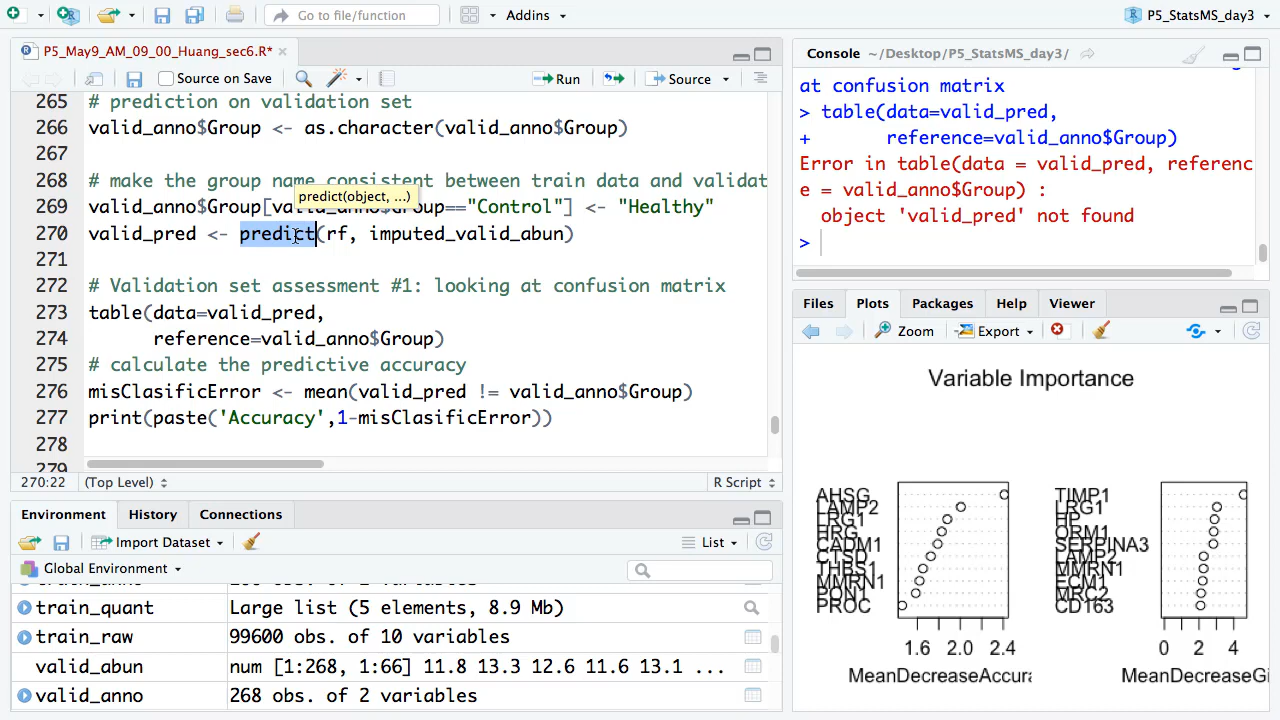 Go to file/function
Addins
P5_StatsMS_day3
P5_May9_AM_09_00_Huang_sec6.R*
Source on Save
Run
Source
265 # prediction on validation set
266 valid_anno$Group <- as.character(valid_anno$Group)
267
268 # make the group name consistent between train data and validat
predict(object, ...)
269 valid_anno$Group[valid_anno$Group=="Control"] <- "Healthy"
270 valid_pred <- predict(rf, imputed_valid_abun)
271
272 # Validation set assessment #1: looking at confusion matrix
273 table(data=valid_pred,
274 reference=valid_anno$Group)
275 # calculate the predictive accuracy
276 misClasificError <- mean(valid_pred != valid_anno$Group)
277 print(paste('Accuracy',1-misClasificError))
278
279
270:22 (Top Level) R Script
Environment History Connections
Import Dataset List
Global Environment
train_quant Large list (5 elements, 8.9 Mb)
train_raw 99600 obs. of 10 variables
valid_abun num [1:268, 1:66] 11.8 13.3 12.6 11.6 13.1 ...
valid_anno 268 obs. of 2 variables
Console ~/Desktop/P5_StatsMS_day3/
at confusion matrix
> table(data=valid_pred,
+ reference=valid_anno$Group)
Error in table(data = valid_pred, referenc
e = valid_anno$Group) :
object 'valid_pred' not found
>
Files Plots Packages Help Viewer
Zoom Export
Variable Importance
AHSG
LAMP2
LRG1
HRG
CADM1
CTSD
THBS1
MMRN1
PON1
PROC
1.6 2.0 2.4
MeanDecreaseAccura
TIMP1
LRG1
HP
ORM1
SERPINA3
LAMP2
MMRN1
ECM1
MRC2
CD163
0 2 4
MeanDecreaseGi